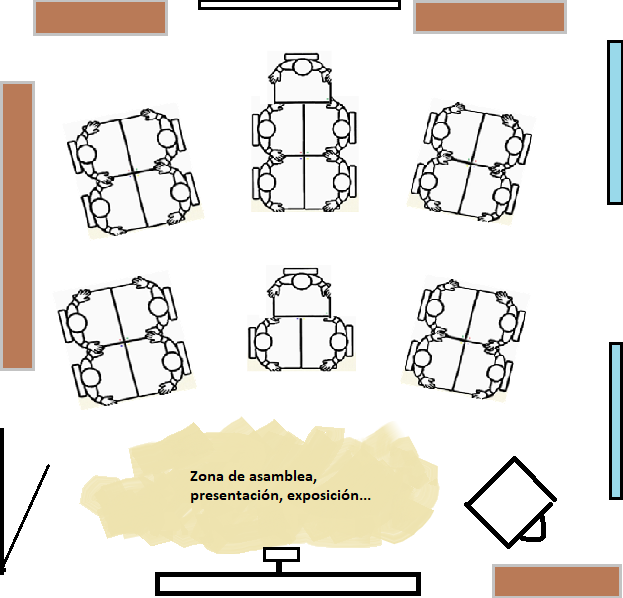 Zona de asamblea,
presentación, exposición...